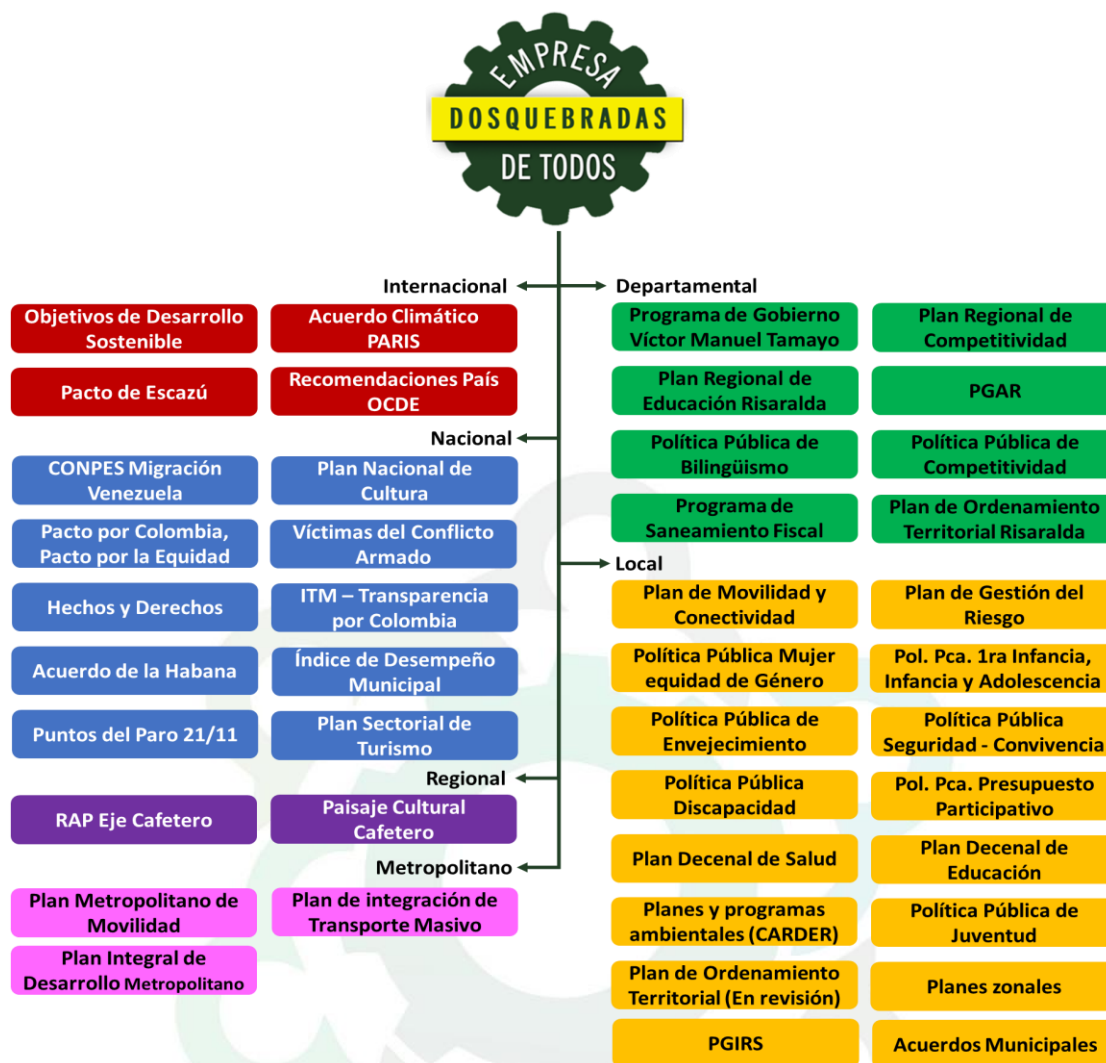 EMPRESA
DOSQUEBRADAS
DE TODOS
Internacional
Objetivos de Desarrollo
Sostenible
Acuerdo Climático
PARIS
Pacto de Escazú
Recomendaciones País
OCDE
Nacional
CONPES Migración
Venezuela
Plan Nacional de
Cultura
Pacto por Colombia,
Pacto por la Equidad
Víctimas del Conflicto
Armado
Hechos y Derechos
ITM – Transparencia
por Colombia
Acuerdo de la Habana
Índice de Desempeño
Municipal
Puntos del Paro 21/11
Plan Sectorial de
Turismo
Regional
RAP Eje Cafetero
Paisaje Cultural
Cafetero
Metropolitano
Plan Metropolitano de
Movilidad
Plan de integración de
Transporte Masivo
Plan Integral de
Desarrollo Metropolitano
Departamental
Programa de Gobierno
Víctor Manuel Tamayo
Plan Regional de
Competitividad
Plan Regional de
Educación Risaralda
PGAR
Política Pública de
Bilingüismo
Política Pública de
Competitividad
Programa de
Saneamiento Fiscal
Plan de Ordenamiento
Territorial Risaralda
Local
Plan de Movilidad y
Conectividad
Plan de Gestión del
Riesgo
Política Pública Mujer
equidad de Género
Pol. Pca. 1ra Infancia,
Infancia y Adolescencia
Política Pública de
Envejecimiento
Política Pública
Seguridad - Convivencia
Política Pública
Discapacidad
Pol. Pca. Presupuesto
Participativo
Plan Decenal de Salud
Plan Decenal de
Educación
Planes y programas
ambientales (CARDER)
Política Pública de
Juventud
Plan de Ordenamiento
Territorial (En revisión)
Planes zonales
PGIRS
Acuerdos Municipales